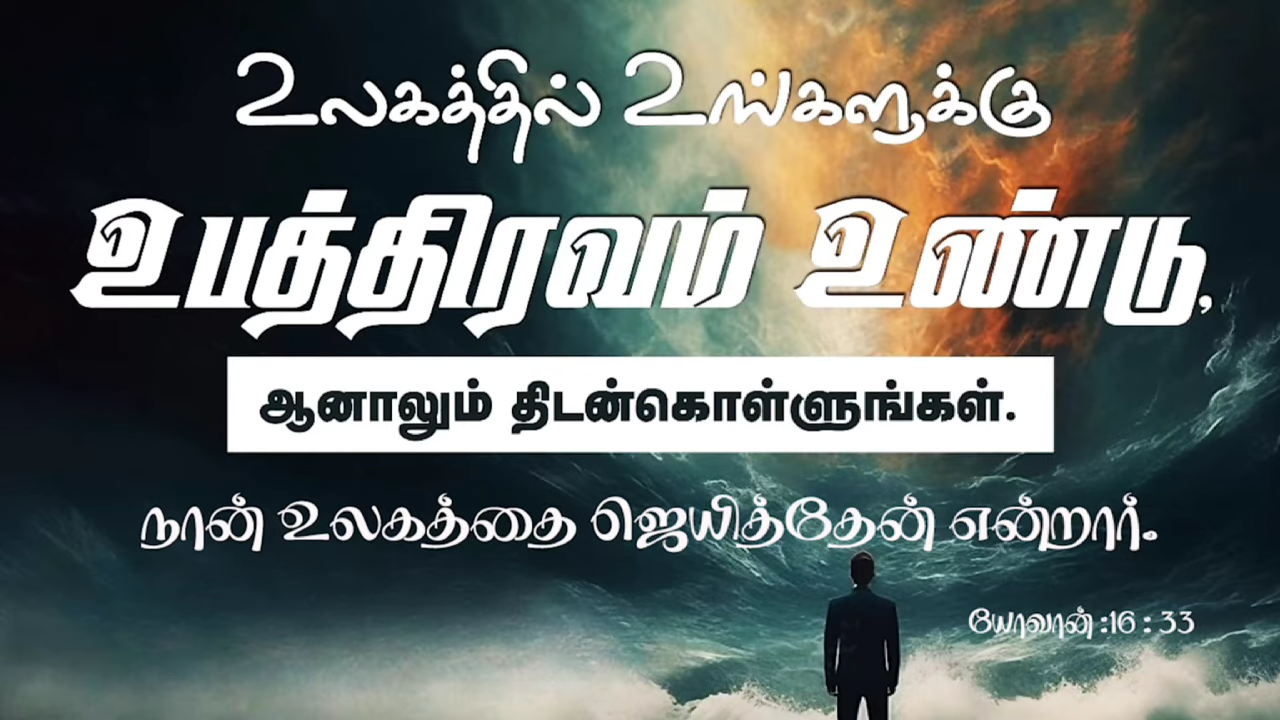 உலகத்தில் உங்களுக்கு
உபத்திரவம் உண்டு,
ஆனாலும் திடன்கொள்ளுங்கள்.
நான் உலகத்தை ஜெயித்தேன் என்றார்.
யோவான் :16 : 33